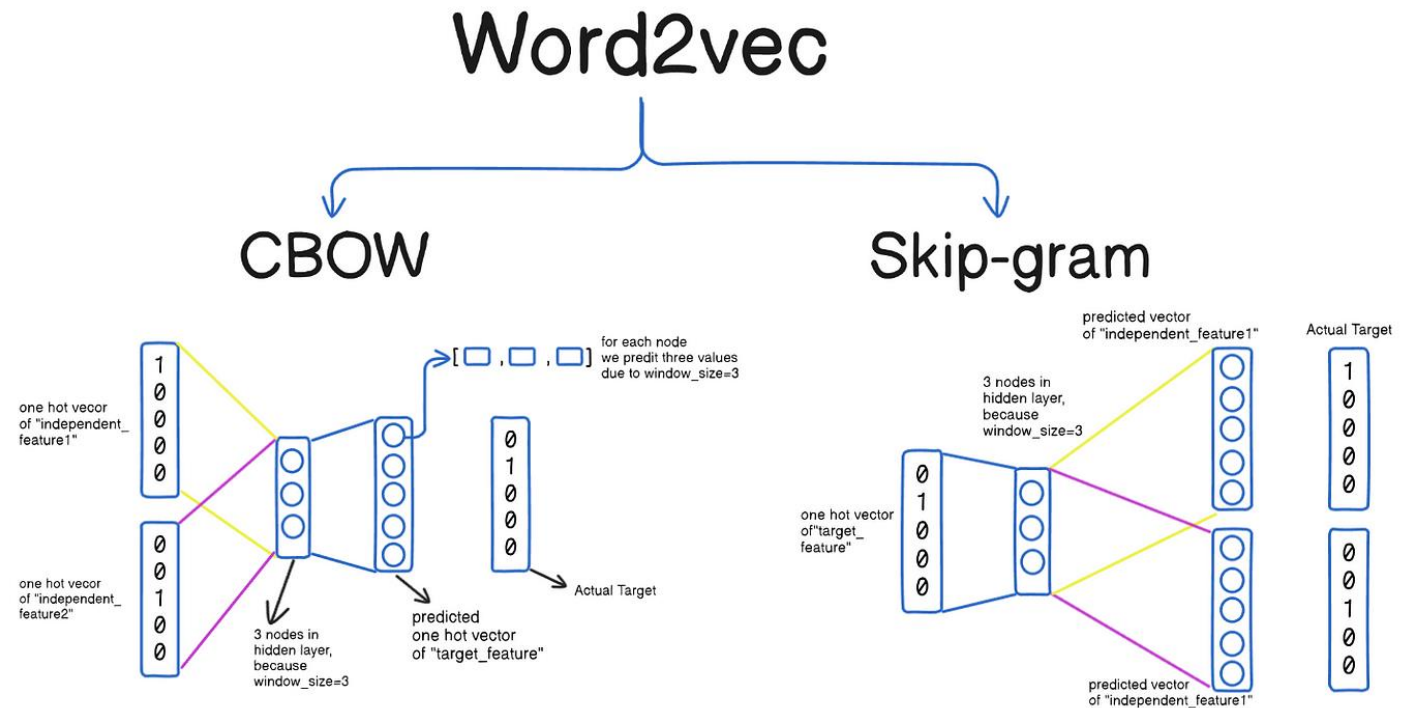 Word2vec
CBOW
Skip-gram
one hot vecor
of "independent_
feature1"
1
0
0
0
0
one hot vecor
of "independent_
feature2"
0
0
1
0
0
3 nodes in
hidden layer,
because
window_size=3
[ , , ]
for each node
we predit three values
due to window_size=3
predicted
one hot vector
of "target_feature"
0
1
0
0
0
Actual Target
one hot vector
of"target_
feature"
0
1
0
0
0
3 nodes in
hidden layer,
because
window_size=3
predicted vector
of "independent_feature1"
predicted vector
of "independent_feature1"
Actual Target
1
0
0
0
0
0
0
1
0
0